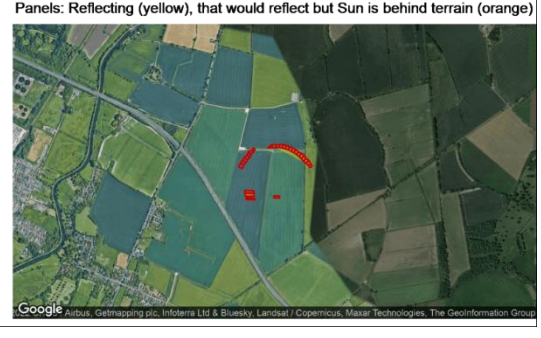 Panels: Reflecting (yellow), that would reflect but Sun is behind terrain (orange)
Google
Airbus, Getmapping plc, Infoterra Ltd & Bluesky, Landsat / Copernicus, Maxar Technologies, The GeoInformation Group